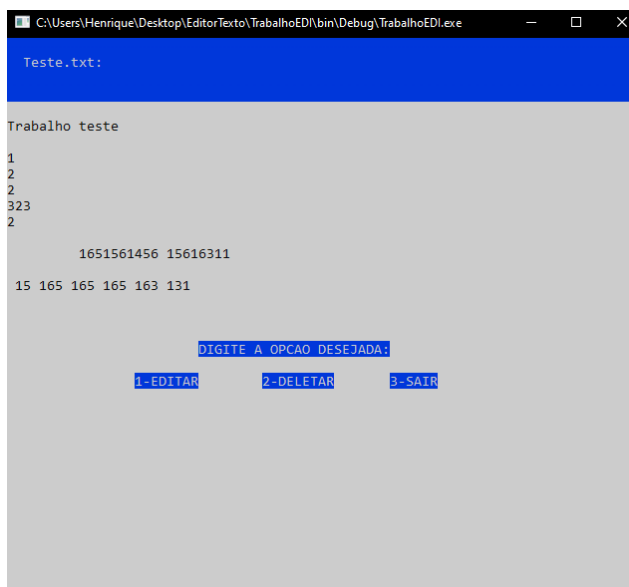 C:\Users\Henrique\Desktop\EditorTexto\TrabalhoEDI\bin\Debug\TrabalhoEDI.exe
Teste.txt:
Trabalho teste
1
2
2
323
2
1651561456 15616311
15 165 165 165 163 131
DIGITE A OPCAO DESEJADA:
1-EDITAR 2-DELETAR 3-SAIR